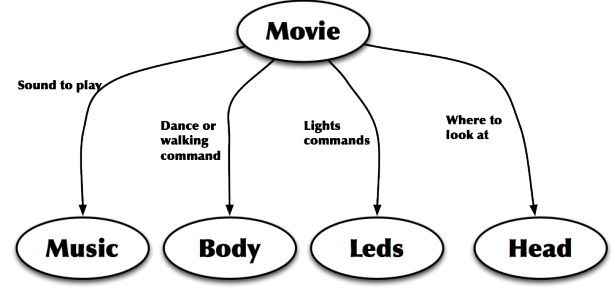 Movie
Sound to play
Dance or
walking
command
Lights
commands
Where to
look at
Music
Body
Leds
Head